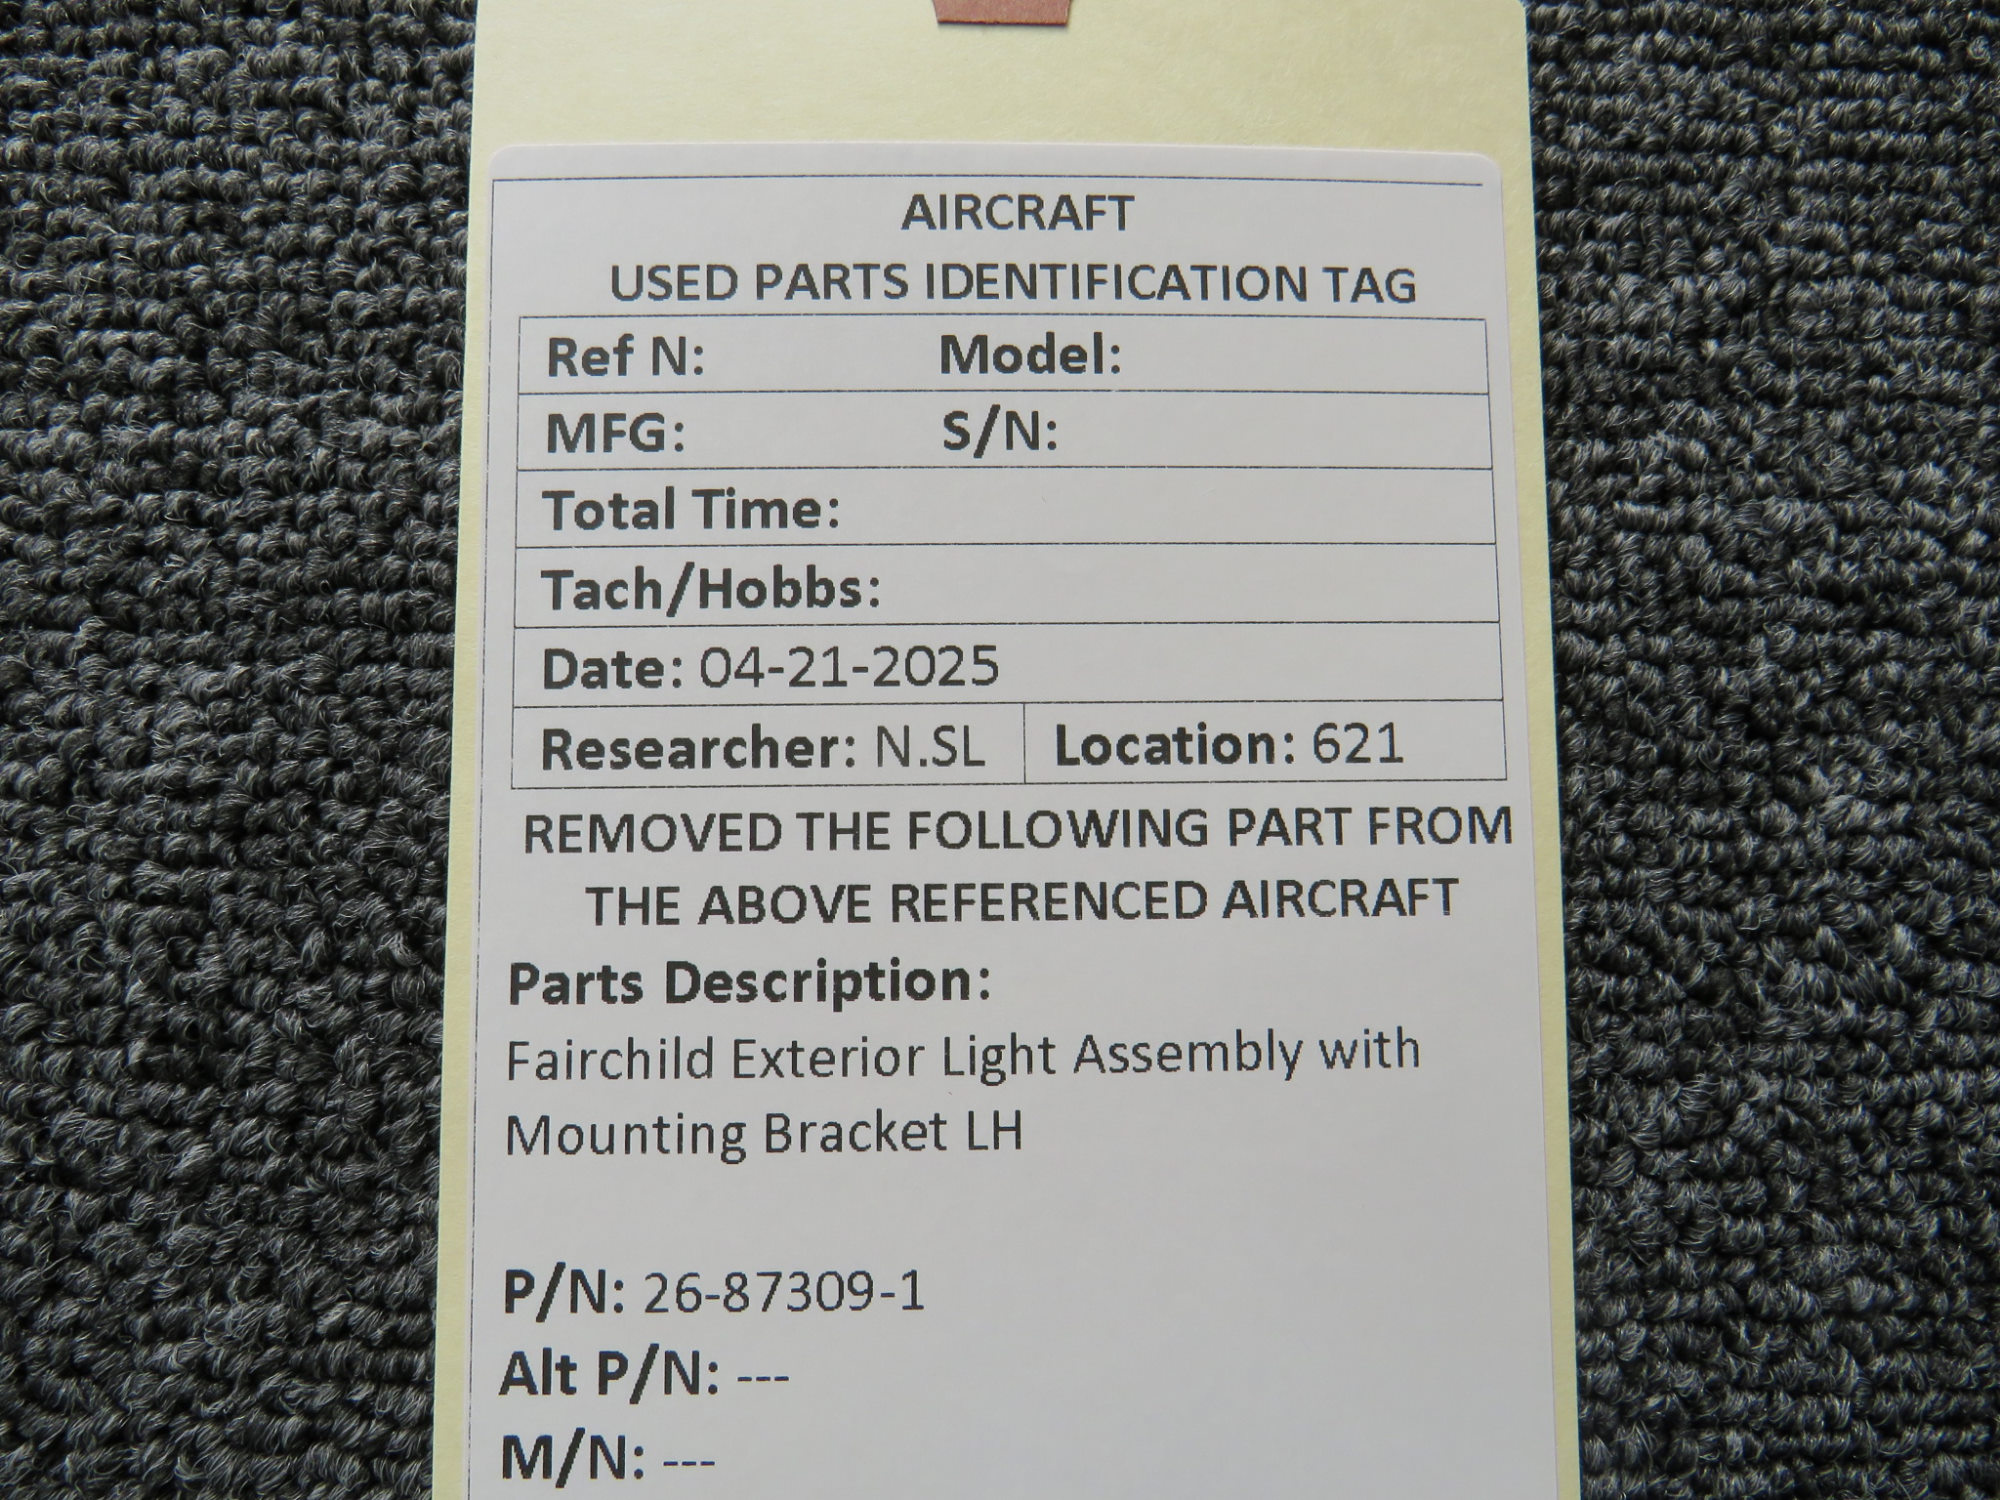 AIRCRAFT
USED PARTS IDENTIFICATION TAG
Ref N: Model:
MFG: S/N:
Total Time:
Tach/Hobbs:
Date: 04-21-2025
Researcher: N.SL Location: 621
REMOVED THE FOLLOWING PART FROM
THE ABOVE REFERENCED AIRCRAFT
Parts Description:
Fairchild Exterior Light Assembly with
Mounting Bracket LH
P/N: 26-87309-1
Alt P/N: ---
M/N: ---